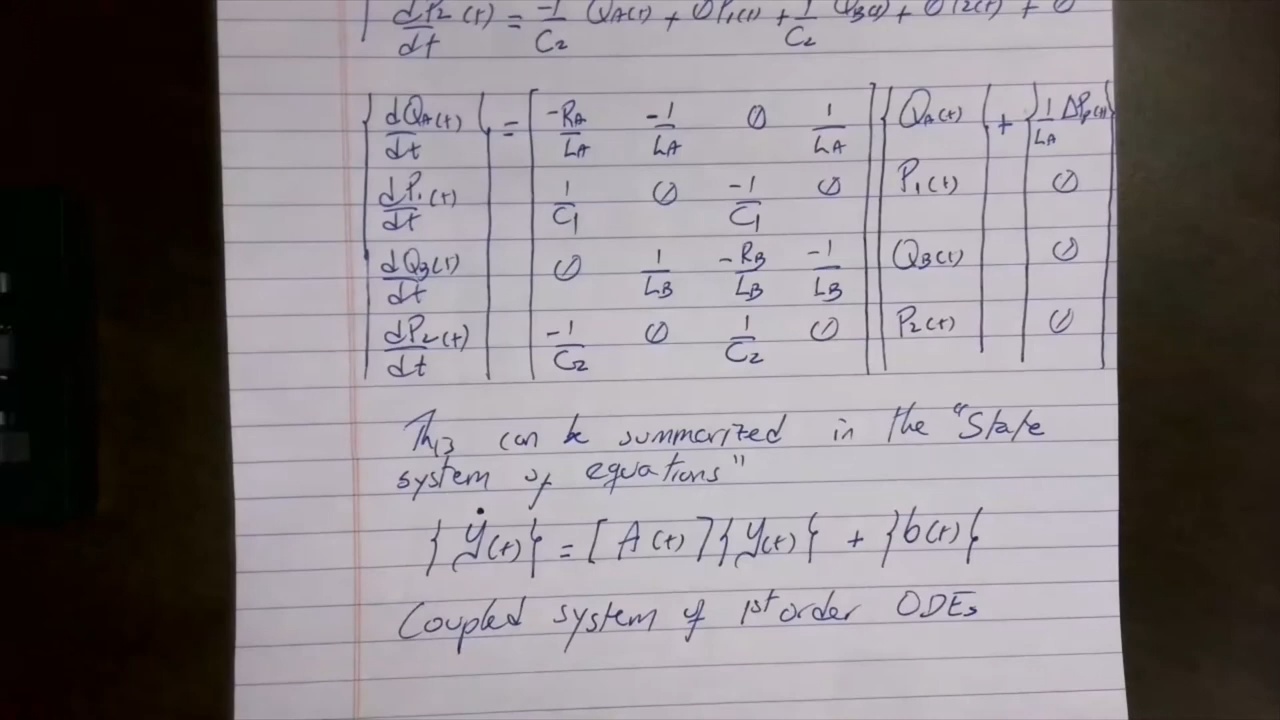 dP2(t)/dt = -1/C2 QA(t) + 0P1(t) + 1/C2 QB(t) + 0P2(t) + 0
{dQA(t)/dt} = [-RA/LA -1/LA 0 1/LA] {QA(t)} + {1/LA ΔPp(t)}
dP1(t)/dt 1/C1 0 -1/C1 0 P1(t) 0
dQB(t)/dt 0 1/LB -RB/LB -1/LB QB(t) 0
dP2(t)/dt -1/C2 0 1/C2 0 P2(t) 0
This can be summarized in the "State
system of equations"
{ẏ(t)} = [A(t)]{y(t)} + {b(t)}
Coupled system of 1st order ODEs